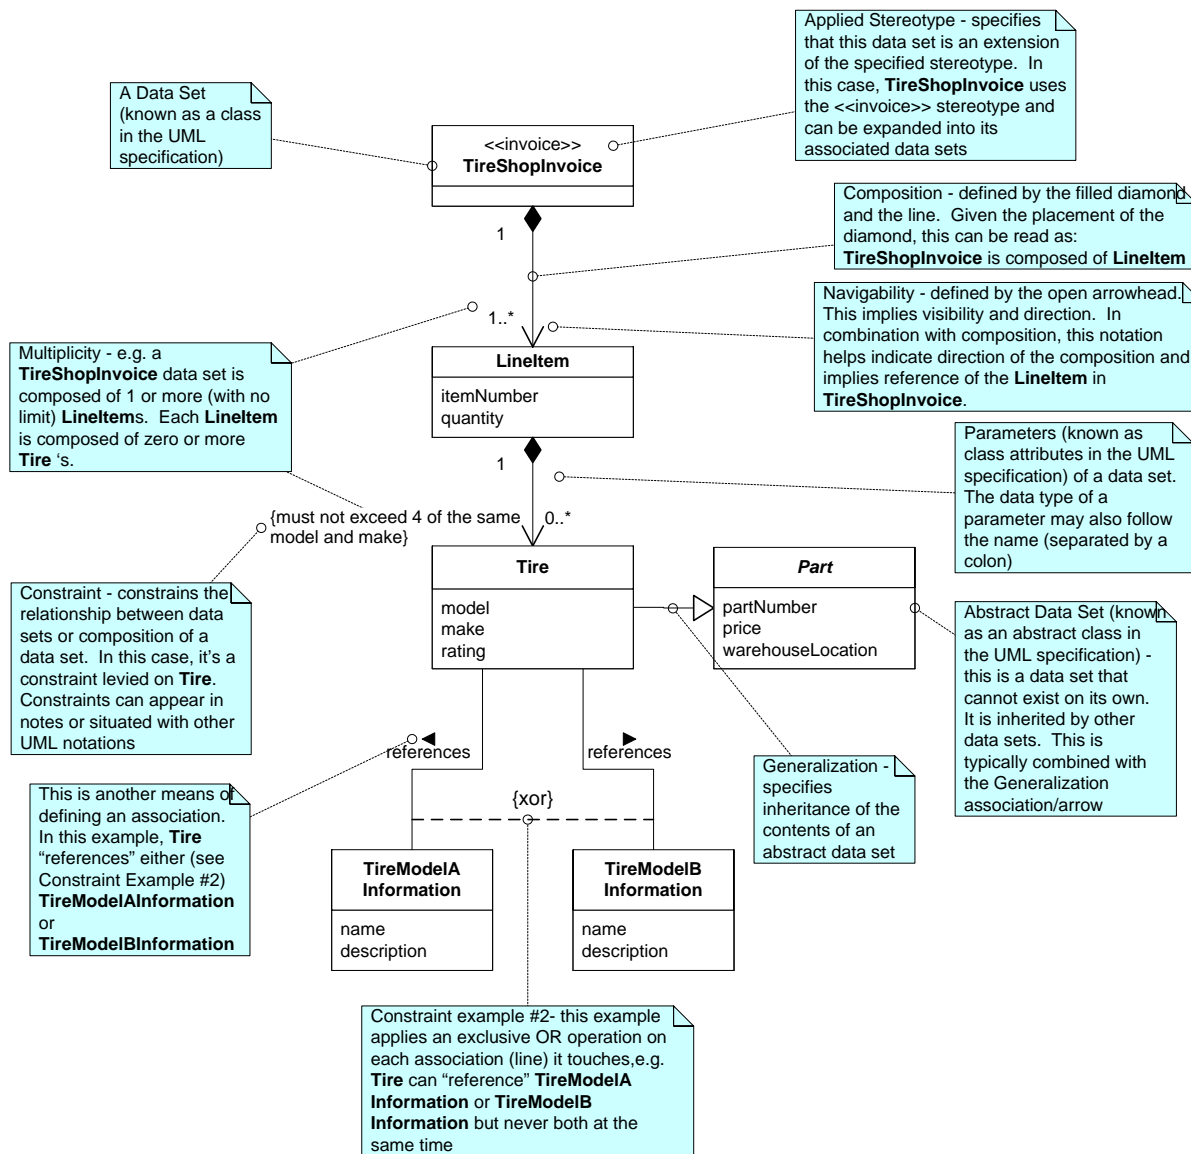 Applied Stereotype - specifies
that this data set is an extension
of the specified stereotype.  In
this case, TireShopInvoice uses
the <<invoice>> stereotype and
can be expanded into its
associated data sets
A Data Set
(known as a class
in the UML
specification)
<<invoice>>
TireShopInvoice
1
Composition - defined by the filled diamond
and the line.  Given the placement of the
diamond, this can be read as:
TireShopInvoice is composed of LineItem
Navigability - defined by the open arrowhead.
This implies visibility and direction.  In
combination with composition, this notation
helps indicate direction of the composition and
implies reference of the LineItem in
TireShopInvoice.
1..*
Multiplicity - e.g. a
TireShopInvoice data set is
composed of 1 or more (with no
limit) LineItems.  Each LineItem
is composed of zero or more
Tire ‘s.
LineItem
itemNumber
quantity
1
Parameters (known as
class attributes in the UML
specification) of a data set.
The data type of a
parameter may also follow
the name (separated by a
colon)
{must not exceed 4 of the same
model and make}
0..*
Tire
model
make
rating
Part
partNumber
price
warehouseLocation
Constraint - constrains the
relationship between data
sets or composition of a
data set.  In this case, it’s a
constraint levied on Tire.
Constraints can appear in
notes or situated with other
UML notations
Abstract Data Set (known
as an abstract class in
the UML specification) -
this is a data set that
cannot exist on its own.
It is inherited by other
data sets.  This is
typically combined with
the Generalization
association/arrow
references
references
Generalization -
specifies
inheritance of the
contents of an
abstract data set
This is another means of
defining an association.
In this example, Tire
“references” either (see
Constraint Example #2)
TireModelAInformation
or
TireModelBInformation
{xor}
TireModelA
Information
name
description
TireModelB
Information
name
description
Constraint example #2- this example
applies an exclusive OR operation on
each association (line) it touches,e.g.
Tire can “reference” TireModelA
Information or TireModelB
Information but never both at the
same time